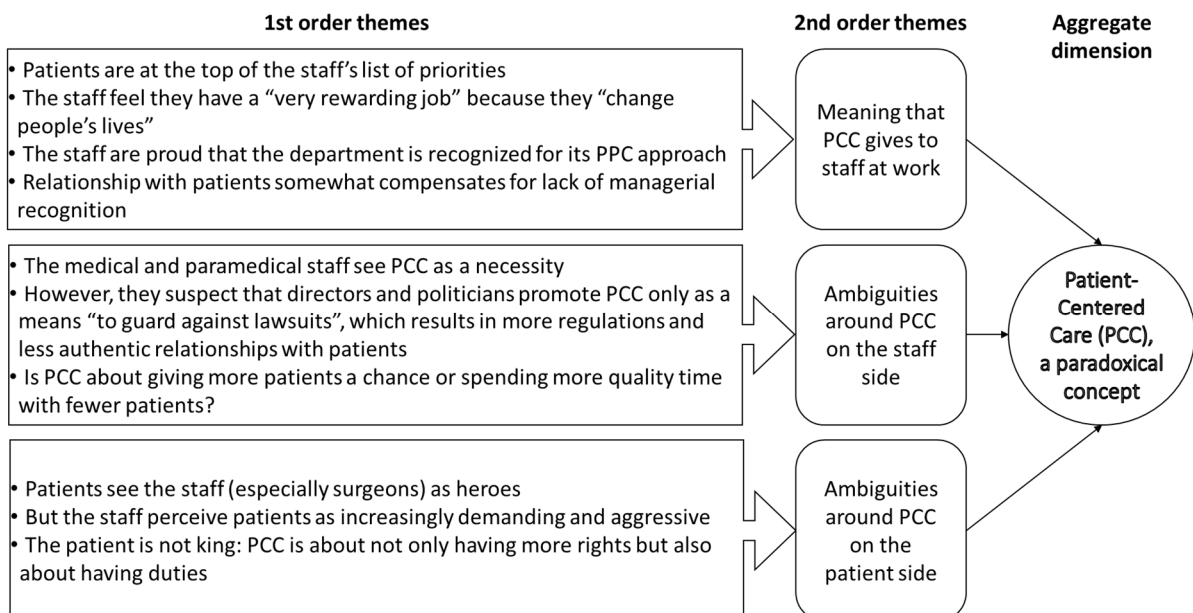 1st order themes
2nd order themes
Aggregate
dimension
• Patients are at the top of the staff's list of priorities
• The staff feel they have a “very rewarding job” because they “change
people's lives”
• The staff are proud that the department is recognized for its PPC approach
• Relationship with patients somewhat compensates for lack of managerial
recognition
Meaning that
PCC gives to
staff at work
• The medical and paramedical staff see PCC as a necessity
• However, they suspect that directors and politicians promote PCC only as a
means “to guard against lawsuits”, which results in more regulations and
less authentic relationships with patients
• Is PCC about giving more patients a chance or spending more quality time
with fewer patients?
Ambiguities
around PCC
on the staff
side
Patient-
Centered
Care (PCC),
a paradoxical
concept
• Patients see the staff (especially surgeons) as heroes
• But the staff perceive patients as increasingly demanding and aggressive
• The patient is not king: PCC is about not only having more rights but also
about having duties
Ambiguities
around PCC
on the
patient side